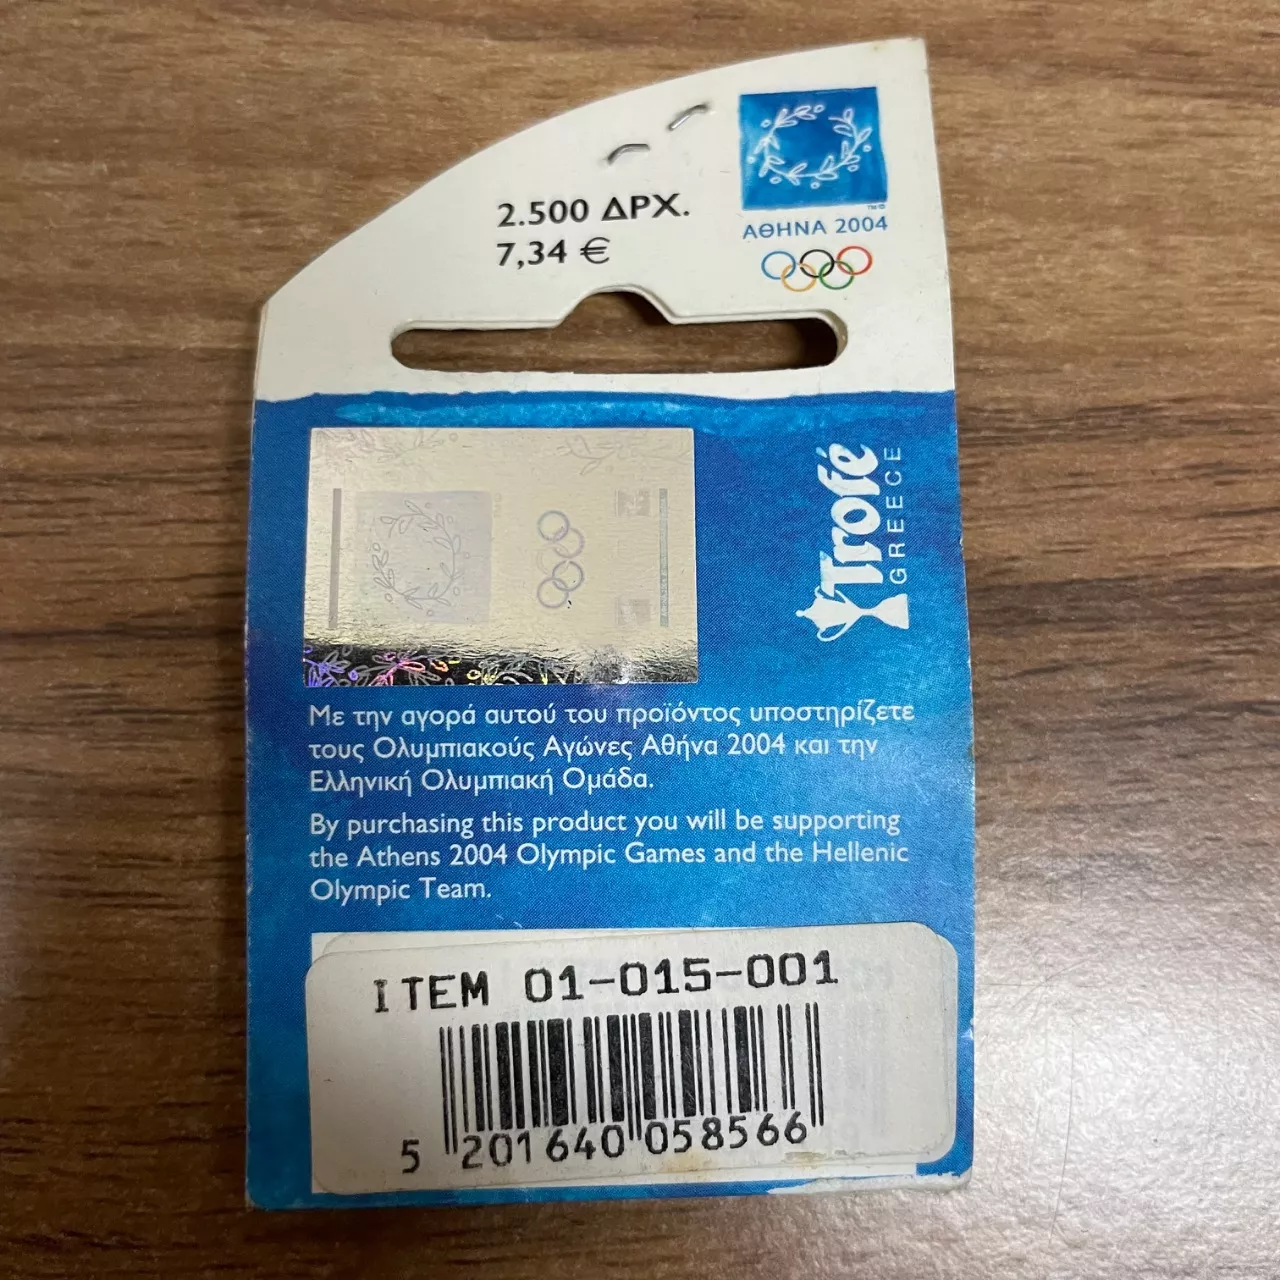 2.500 ΔΡΧ.
7,34 €
ΑΘΗΝΑ 2004
Trofé
GREECE
Με την αγορά αυτού του προϊόντος υποστηρίζετε
τους Ολυμπιακούς Αγώνες Αθήνα 2004 και την
Ελληνική Ολυμπιακή Ομάδα.
By purchasing this product you will be supporting
the Athens 2004 Olympic Games and the Hellenic
Olympic Team.
ITEM 01-015-001
5 201640 058566